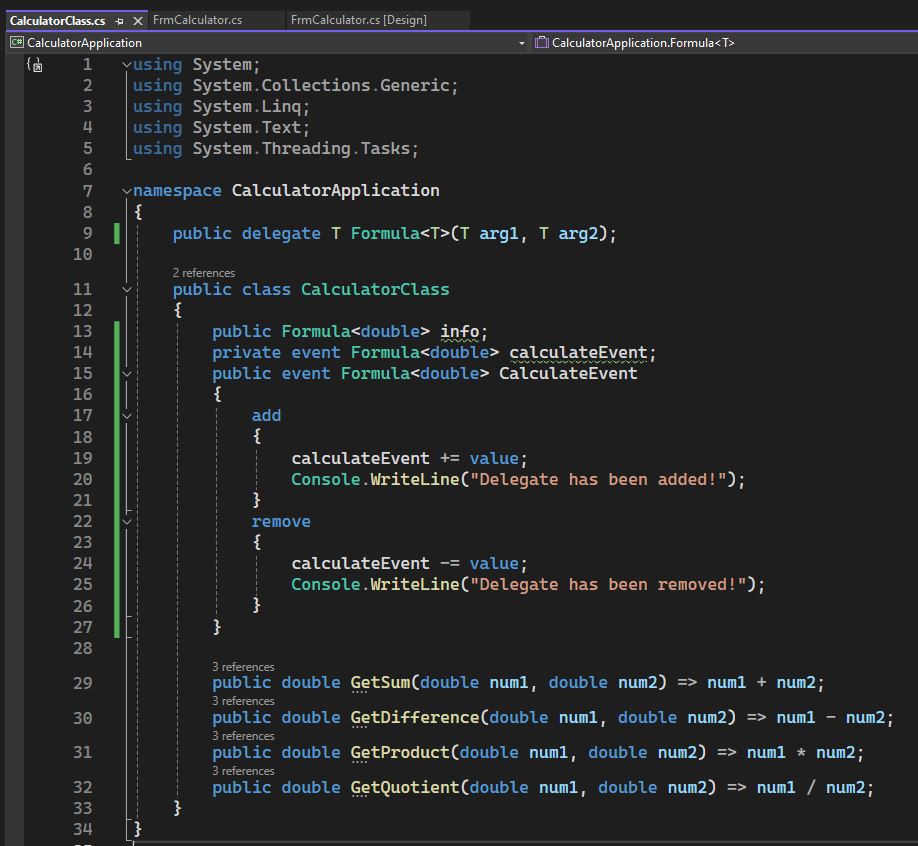 CalculatorClass.cs FrmCalculator.cs FrmCalculator.cs [Design]
C# CalculatorApplication CalculatorApplication.Formula<T>
1 using System;
2 using System.Collections.Generic;
3 using System.Linq;
4 using System.Text;
5 using System.Threading.Tasks;
6
7 namespace CalculatorApplication
8 {
9 public delegate T Formula<T>(T arg1, T arg2);
10
2 references
11 public class CalculatorClass
12 {
13 public Formula<double> info;
14 private event Formula<double> calculateEvent;
15 public event Formula<double> CalculateEvent
16 {
17 add
18 {
19 calculateEvent += value;
20 Console.WriteLine("Delegate has been added!");
21 }
22 remove
23 {
24 calculateEvent -= value;
25 Console.WriteLine("Delegate has been removed!");
26 }
27 }
28
3 references
29 public double GetSum(double num1, double num2) => num1 + num2;
3 references
30 public double GetDifference(double num1, double num2) => num1 - num2;
3 references
31 public double GetProduct(double num1, double num2) => num1 * num2;
3 references
32 public double GetQuotient(double num1, double num2) => num1 / num2;
33 }
34 }